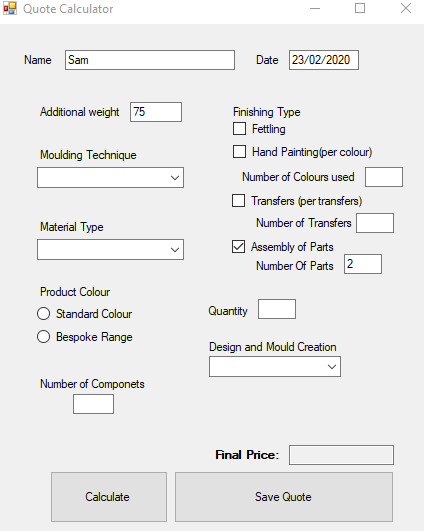 Quote Calculator
Name Sam Date 23/02/2020
Additional weight 75
Finishing Type
Fettling
Hand Painting(per colour)
Moulding Technique
Number of Colours used
Transfers (per transfers)
Number of Transfers
Material Type
Assembly of Parts
Number Of Parts 2
Product Colour
Standard Colour
Quantity
Bespoke Range
Design and Mould Creation
Number of Componets
Final Price:
Calculate Save Quote